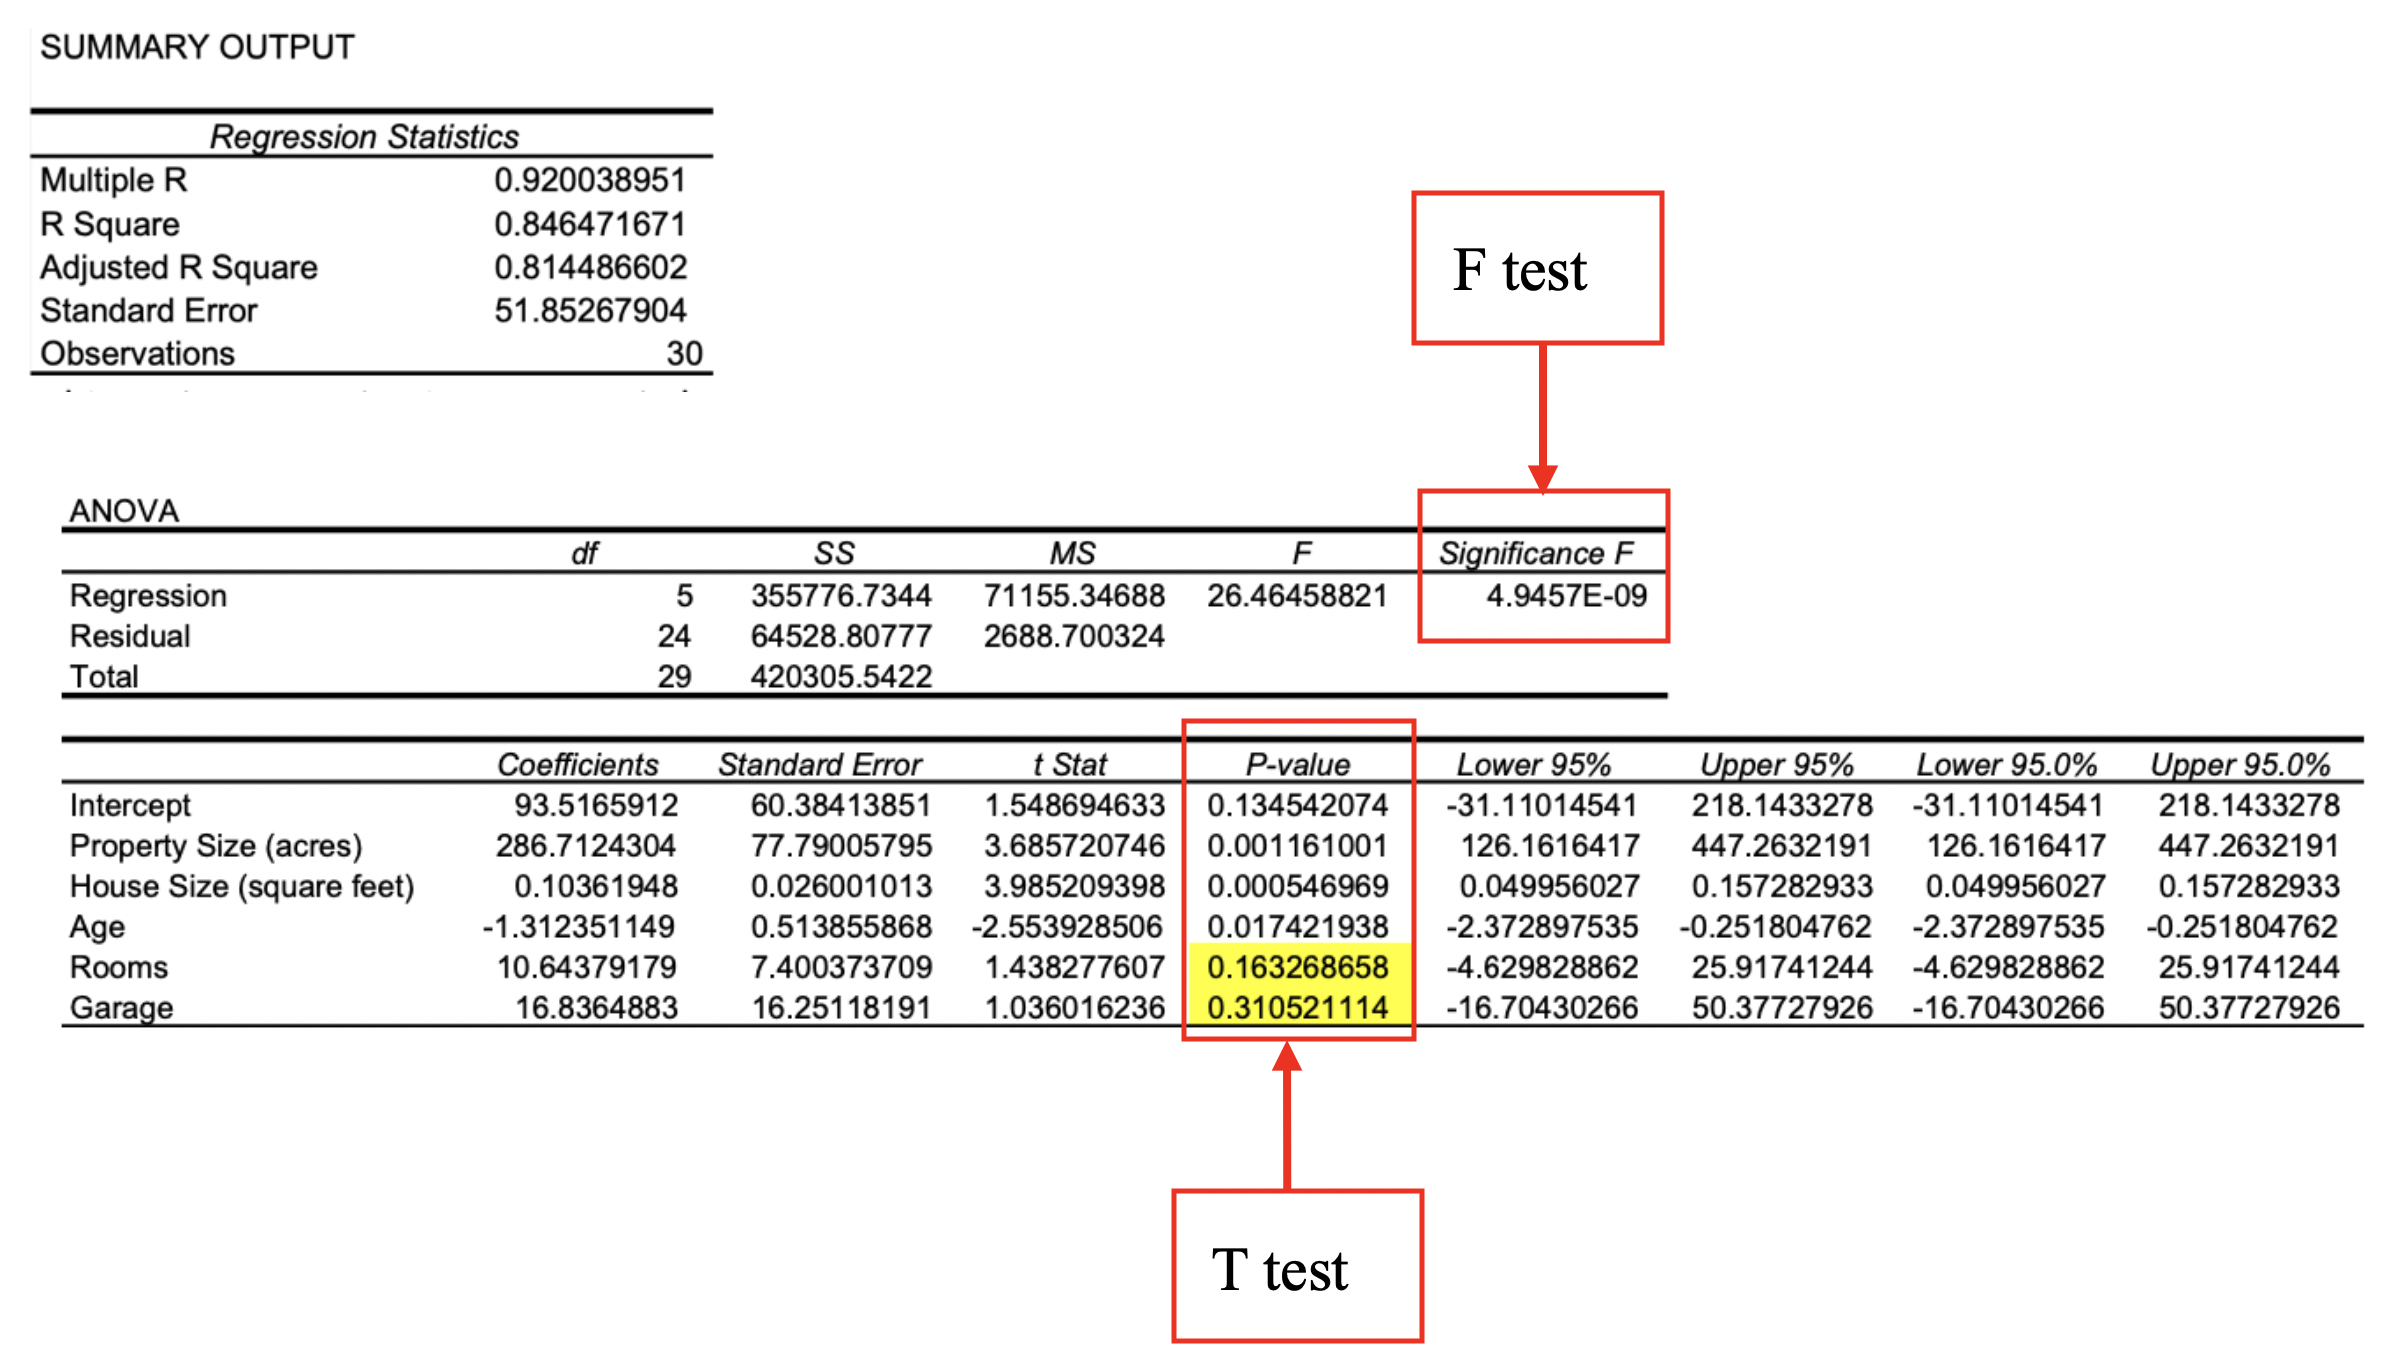 SUMMARY OUTPUT
Regression Statistics
Multiple R 0.920038951
R Square 0.846471671
Adjusted R Square 0.814486602
Standard Error 51.85267904
Observations 30
F test
ANOVA
df SS MS F Significance F
Regression 5 355776.7344 71155.34688 26.46458821 4.9457E-09
Residual 24 64528.80777 2688.700324
Total 29 420305.5422
Coefficients Standard Error t Stat P-value Lower 95% Upper 95% Lower 95.0% Upper 95.0%
Intercept 93.5165912 60.38413851 1.548694633 0.134542074 -31.11014541 218.1433278 -31.11014541 218.1433278
Property Size (acres) 286.7124304 77.79005795 3.685720746 0.001161001 126.1616417 447.2632191 126.1616417 447.2632191
House Size (square feet) 0.10361948 0.026001013 3.985209398 0.000546969 0.049956027 0.157282933 0.049956027 0.157282933
Age -1.312351149 0.513855868 -2.553928506 0.017421938 -2.372897535 -0.251804762 -2.372897535 -0.251804762
Rooms 10.64379179 7.400373709 1.438277607 0.163268658 -4.629828862 25.91741244 -4.629828862 25.91741244
Garage 16.8364883 16.25118191 1.036016236 0.310521114 -16.70430266 50.37727926 -16.70430266 50.37727926
T test